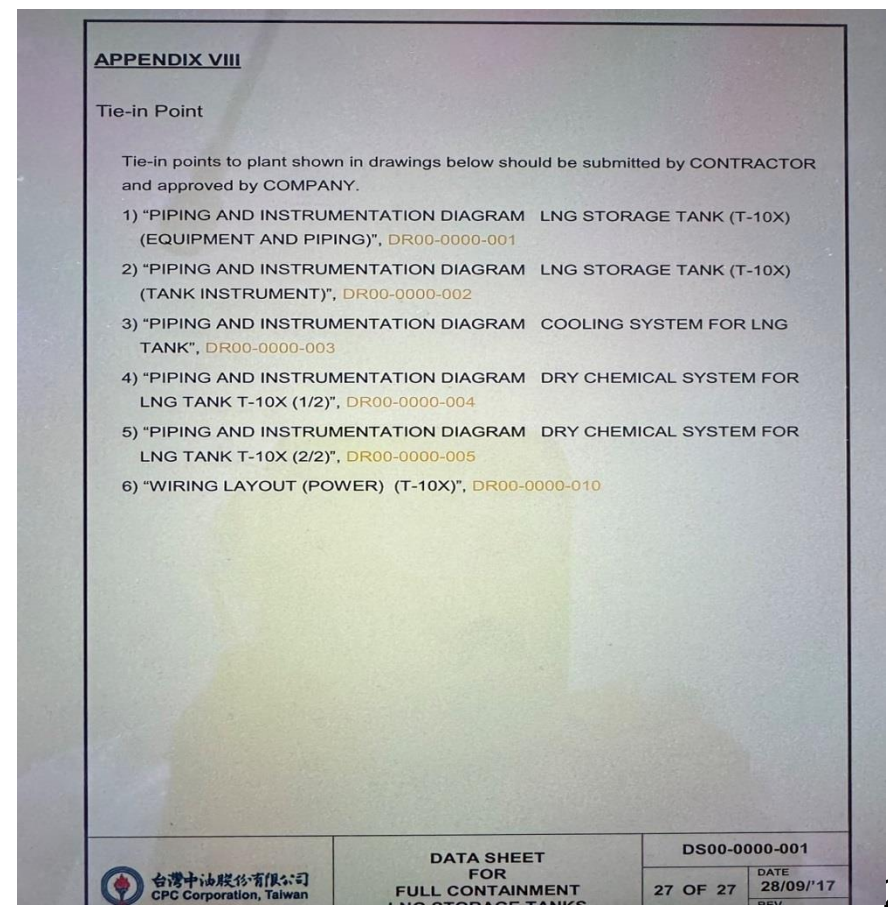 APPENDIX VIII
Tie-in Point
Tie-in points to plant shown in drawings below should be submitted by CONTRACTOR
and approved by COMPANY.
1) “PIPING AND INSTRUMENTATION DIAGRAM LNG STORAGE TANK (T-10X)
(EQUIPMENT AND PIPING)”, DR00-0000-001
2) “PIPING AND INSTRUMENTATION DIAGRAM LNG STORAGE TANK (T-10X)
(TANK INSTRUMENT)”, DR00-0000-002
3) “PIPING AND INSTRUMENTATION DIAGRAM COOLING SYSTEM FOR LNG
TANK”, DR00-0000-003
4) “PIPING AND INSTRUMENTATION DIAGRAM DRY CHEMICAL SYSTEM FOR
LNG TANK T-10X (1/2)”, DR00-0000-004
5) “PIPING AND INSTRUMENTATION DIAGRAM DRY CHEMICAL SYSTEM FOR
LNG TANK T-10X (2/2)”, DR00-0000-005
6) “WIRING LAYOUT (POWER) (T-10X)”, DR00-0000-010
台灣中油股份有限公司
CPC Corporation, Taiwan
DATA SHEET
FOR
FULL CONTAINMENT
LNG STORAGE TANKS
DS00-0000-001
27 OF 27
DATE
28/09/'17
REV